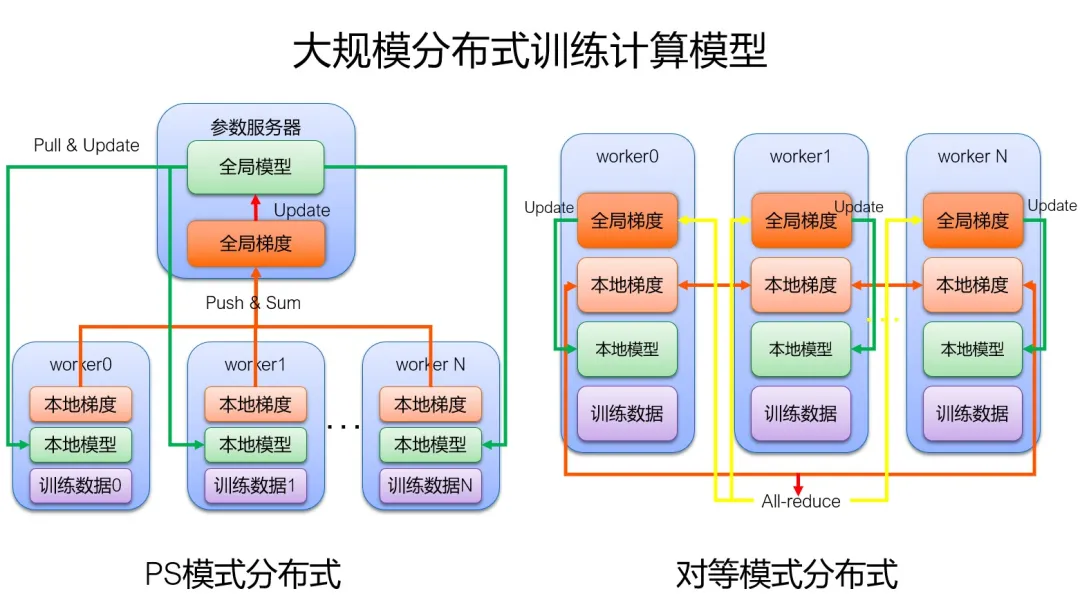 大规模分布式训练计算模型
参数服务器
Pull & Update
全局模型
Update
全局梯度
Push & Sum
worker0
本地梯度
本地模型
训练数据0
worker1
本地梯度
本地模型
训练数据1
...
worker N
本地梯度
本地模型
训练数据N
PS模式分布式
worker0
Update
全局梯度
本地梯度
本地模型
训练数据
worker1
Update
全局梯度
本地梯度
本地模型
训练数据
...
worker N
Update
全局梯度
本地梯度
本地模型
训练数据
All-reduce
对等模式分布式